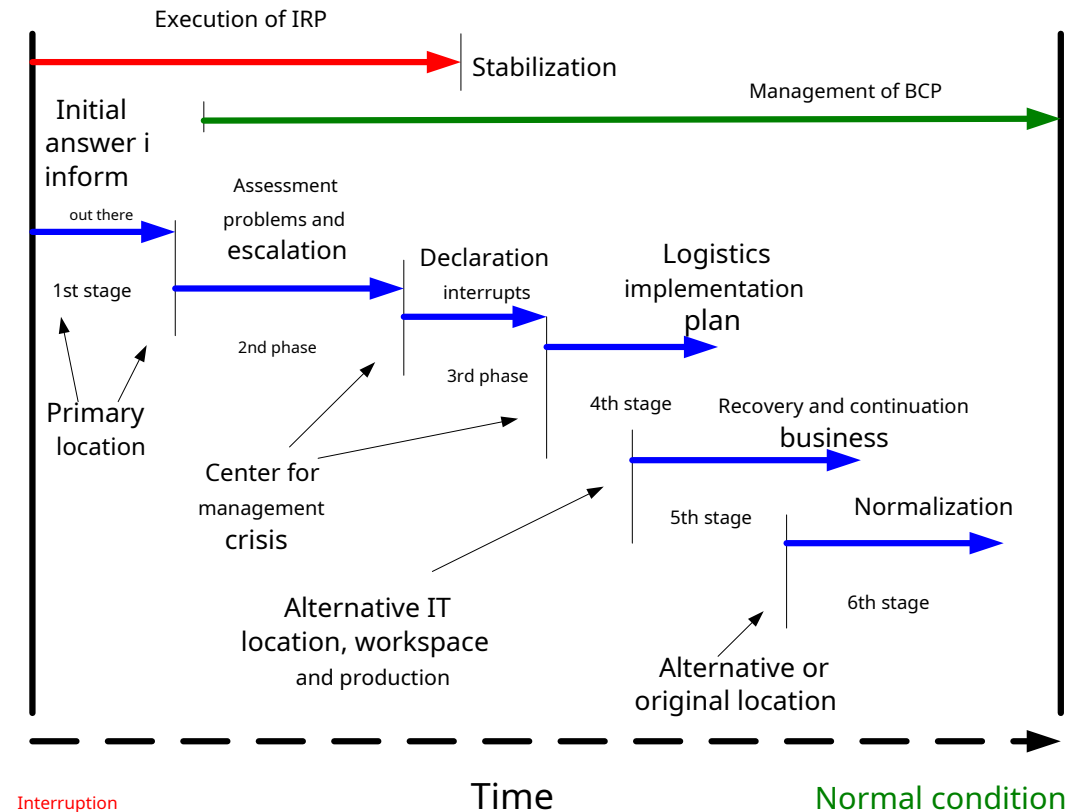 Execution of IRP
Stabilization
Management of BCP
Initial
answer i
inform
out there
Assessment
problems and
escalation
Declaration
interrupts
Logistics
implementation
plan
1st stage
2nd phase
3rd phase
4th stage
Recovery and continuation
business
Primary
location
Center for
management
crisis
5th stage
Normalization
6th stage
Alternative IT
location, workspace
and production
Alternative or
original location
Interruption
Time
Normal condition